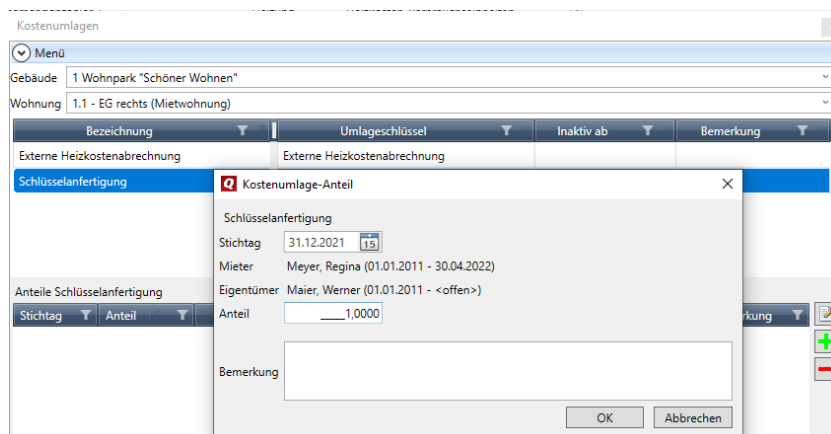 Kostenumlagen
Menü
Gebäude 1 Wohnpark "Schöner Wohnen"
Wohnung 1.1 - EG rechts (Mietwohnung)
Bezeichnung Umlageschlüssel Inaktiv ab Bemerkung
Externe Heizkostenabrechnung Externe Heizkostenabrechnung
Schlüsselanfertigung
Kostenumlage-Anteil
Schlüsselanfertigung
Stichtag 31.12.2021 15
Mieter Meyer, Regina (01.01.2011 - 30.04.2022)
Eigentümer Maier, Werner (01.01.2011 - <offen>)
Anteil _____1,0000
Bemerkung
OK Abbrechen
Anteile Schlüsselanfertigung
Stichtag Anteil rkung